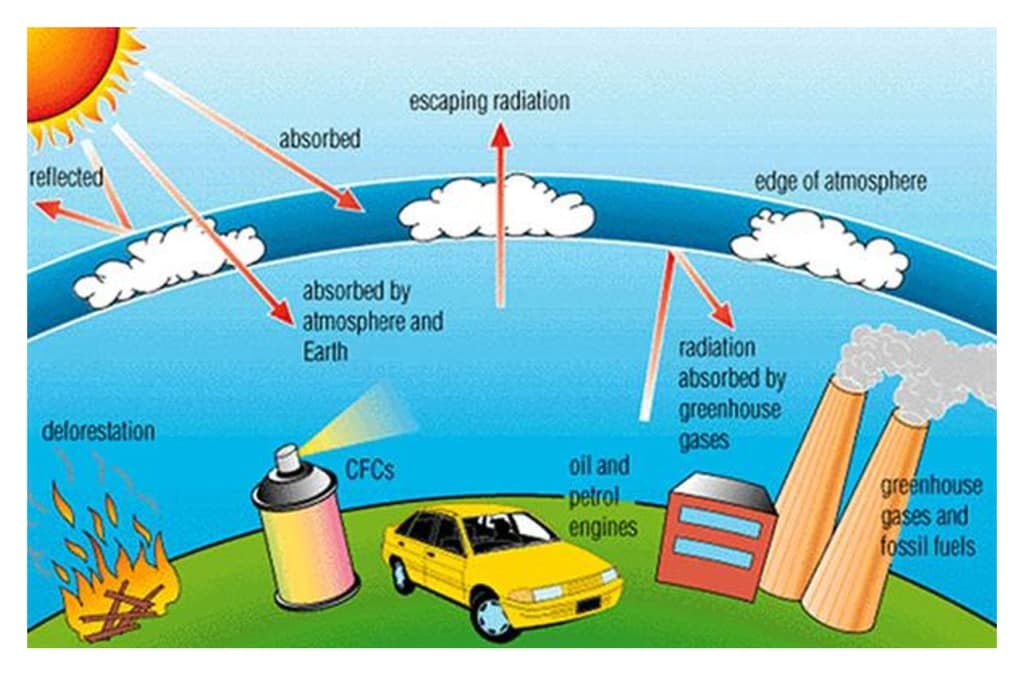 escaping radiation
absorbed
reflected
edge of atmosphere
absorbed by
atmosphere and
Earth
radiation
absorbed by
greenhouse
gases
deforestation
CFCs
oil and
petrol
engines
greenhouse
gases and
fossil fuels